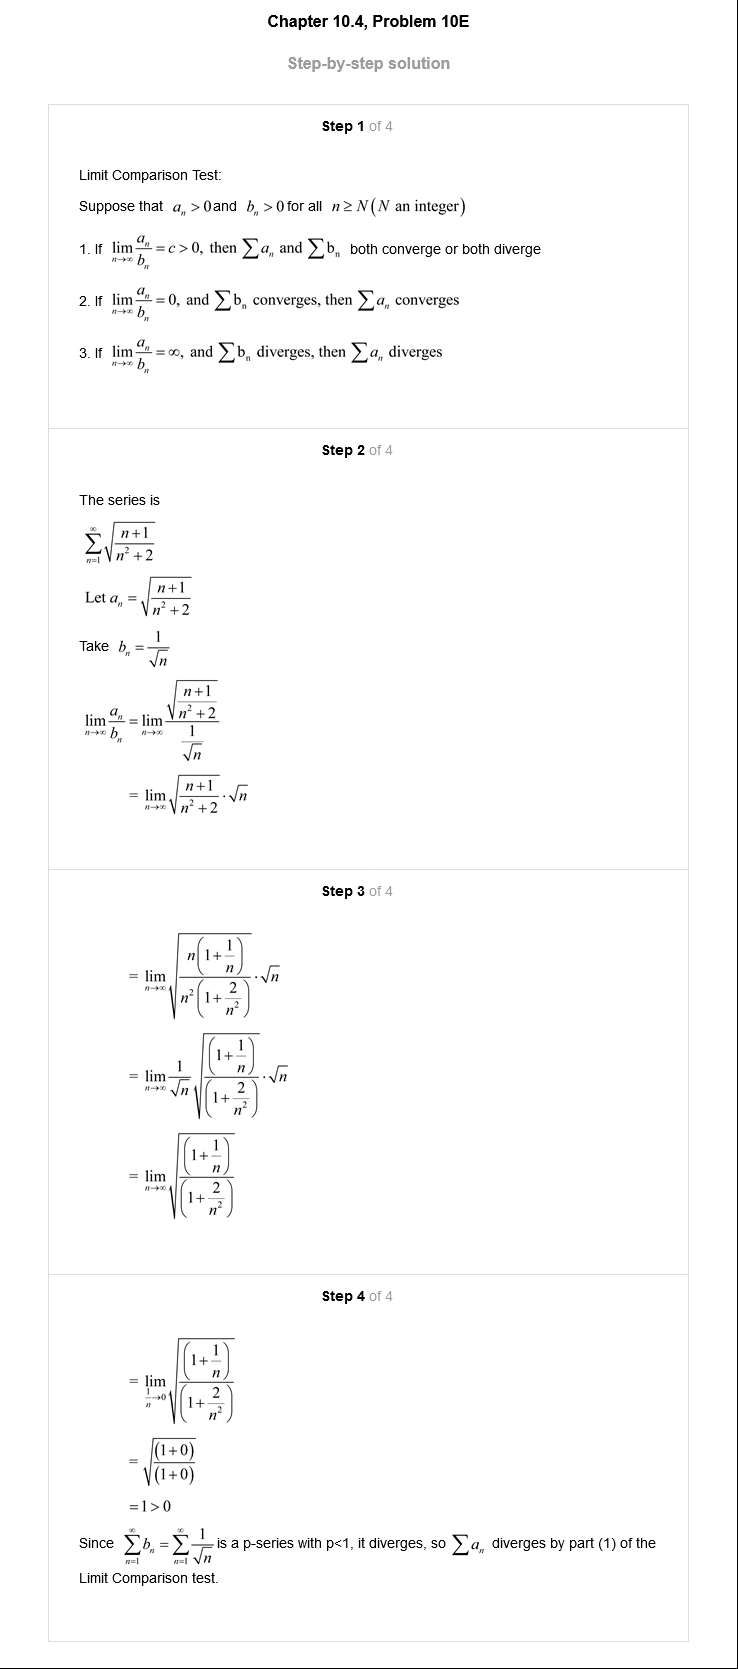 Chapter 10.4, Problem 10E
Step-by-step solution
Step 1 of 4
Limit Comparison Test:
Suppose that $a_n > 0$ and $b_n > 0$ for all $n \geq N$ ($N$ an integer)
1. If $\lim_{n\to\infty} \frac{a_n}{b_n} = c > 0$, then $\sum a_n$ and $\sum b_n$ both converge or both diverge
2. If $\lim_{n\to\infty} \frac{a_n}{b_n} = 0$, and $\sum b_n$ converges, then $\sum a_n$ converges
3. If $\lim_{n\to\infty} \frac{a_n}{b_n} = \infty$, and $\sum b_n$ diverges, then $\sum a_n$ diverges
Step 2 of 4
The series is
$\sum_{n=1}^{\infty} \sqrt{\frac{n+1}{n^2+2}}$
Let $a_n = \sqrt{\frac{n+1}{n^2+2}}$
Take $b_n = \frac{1}{\sqrt{n}}$
$\lim_{n\to\infty} \frac{a_n}{b_n} = \lim_{n\to\infty} \frac{\sqrt{\frac{n+1}{n^2+2}}}{\frac{1}{\sqrt{n}}}$
$= \lim_{n\to\infty} \sqrt{\frac{n+1}{n^2+2}} \cdot \sqrt{n}$
Step 3 of 4
$= \lim_{n\to\infty} \sqrt{\frac{n\left(1+\frac{1}{n}\right)}{n^2\left(1+\frac{2}{n^2}\right)}} \cdot \sqrt{n}$
$= \lim_{n\to\infty} \frac{1}{\sqrt{n}} \sqrt{\frac{\left(1+\frac{1}{n}\right)}{\left(1+\frac{2}{n^2}\right)}} \cdot \sqrt{n}$
$= \lim_{n\to\infty} \sqrt{\frac{\left(1+\frac{1}{n}\right)}{\left(1+\frac{2}{n^2}\right)}}$
Step 4 of 4
$= \lim_{\frac{1}{n}\to 0} \sqrt{\frac{\left(1+\frac{1}{n}\right)}{\left(1+\frac{2}{n^2}\right)}}$
$= \sqrt{\frac{(1+0)}{(1+0)}}$
$= 1 > 0$
Since $\sum_{n=1}^{\infty} b_n = \sum_{n=1}^{\infty} \frac{1}{\sqrt{n}}$ is a p-series with p<1, it diverges, so $\sum a_n$ diverges by part (1) of the
Limit Comparison test.